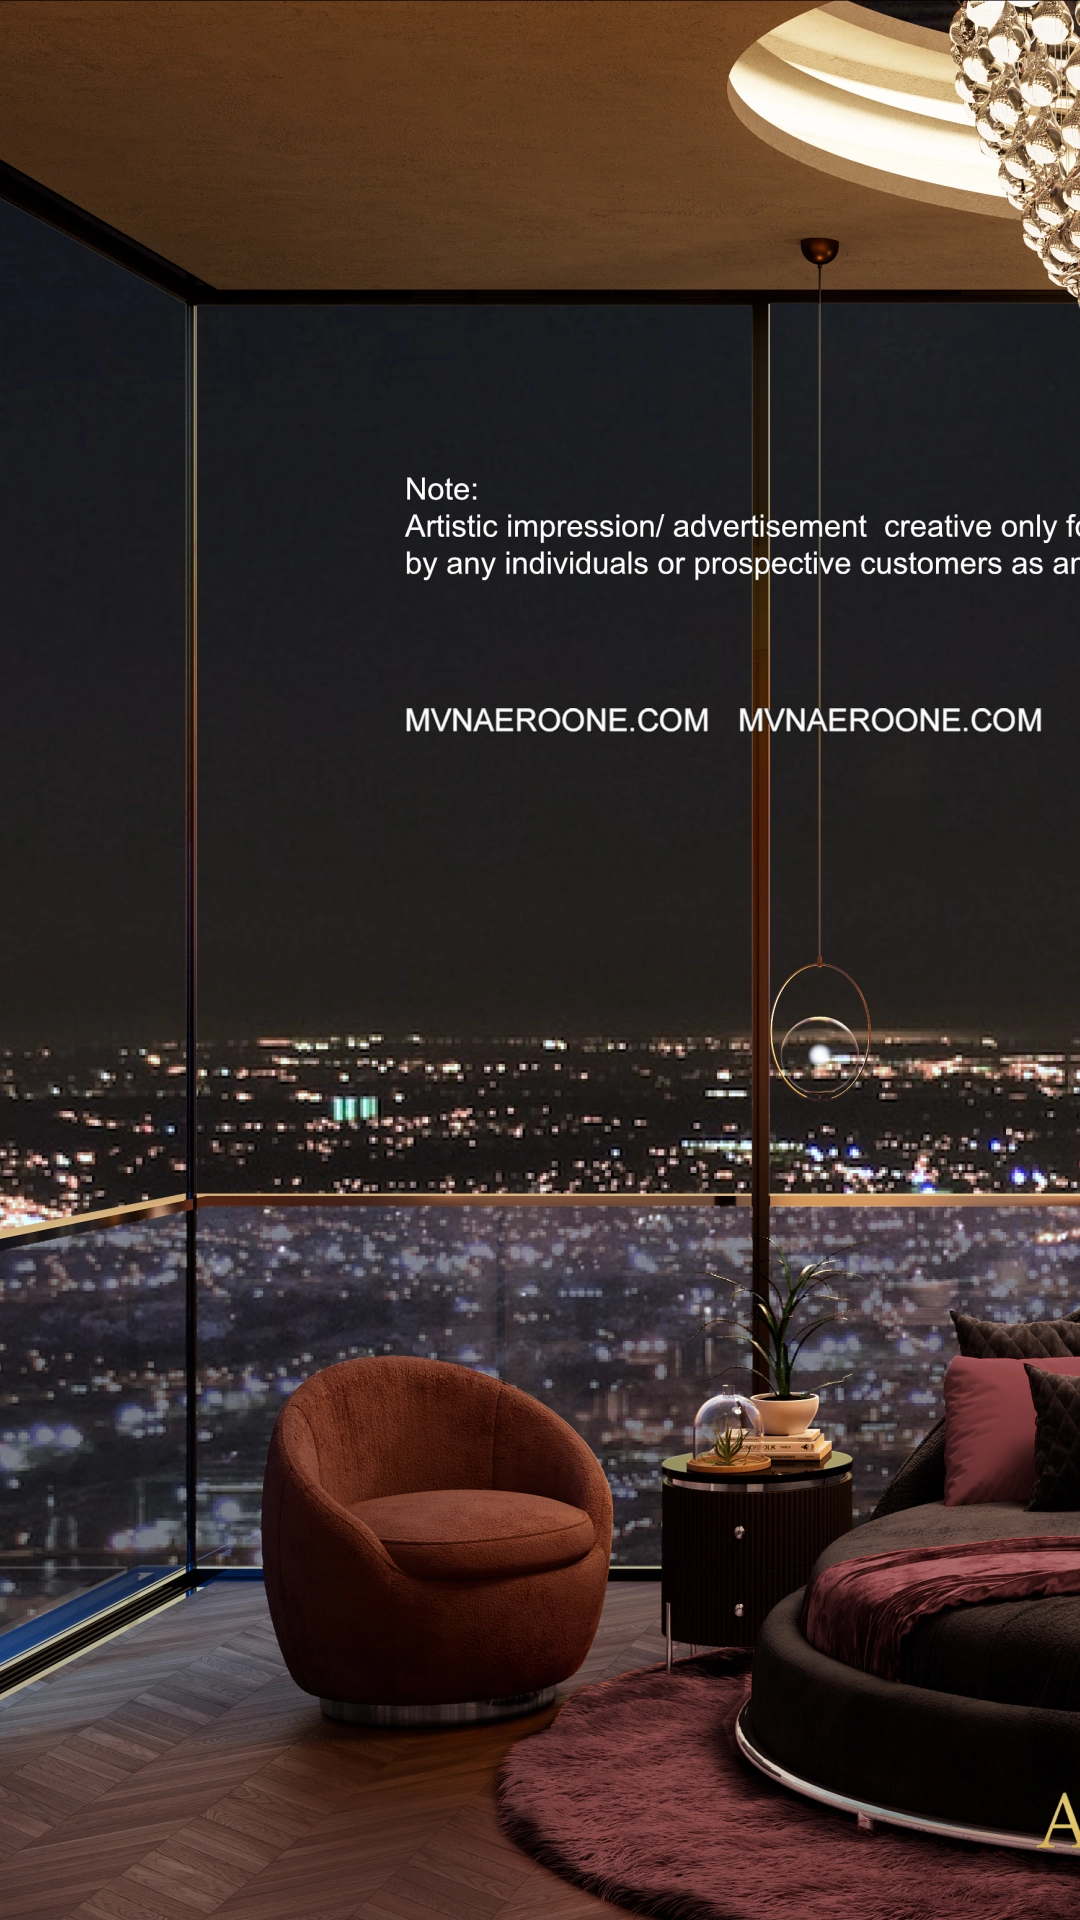 Note:
Artistic impression/ advertisement  creative only
by any individuals or prospective customers as
MVNAEROONE.COM   MVNAEROONE.COM
A